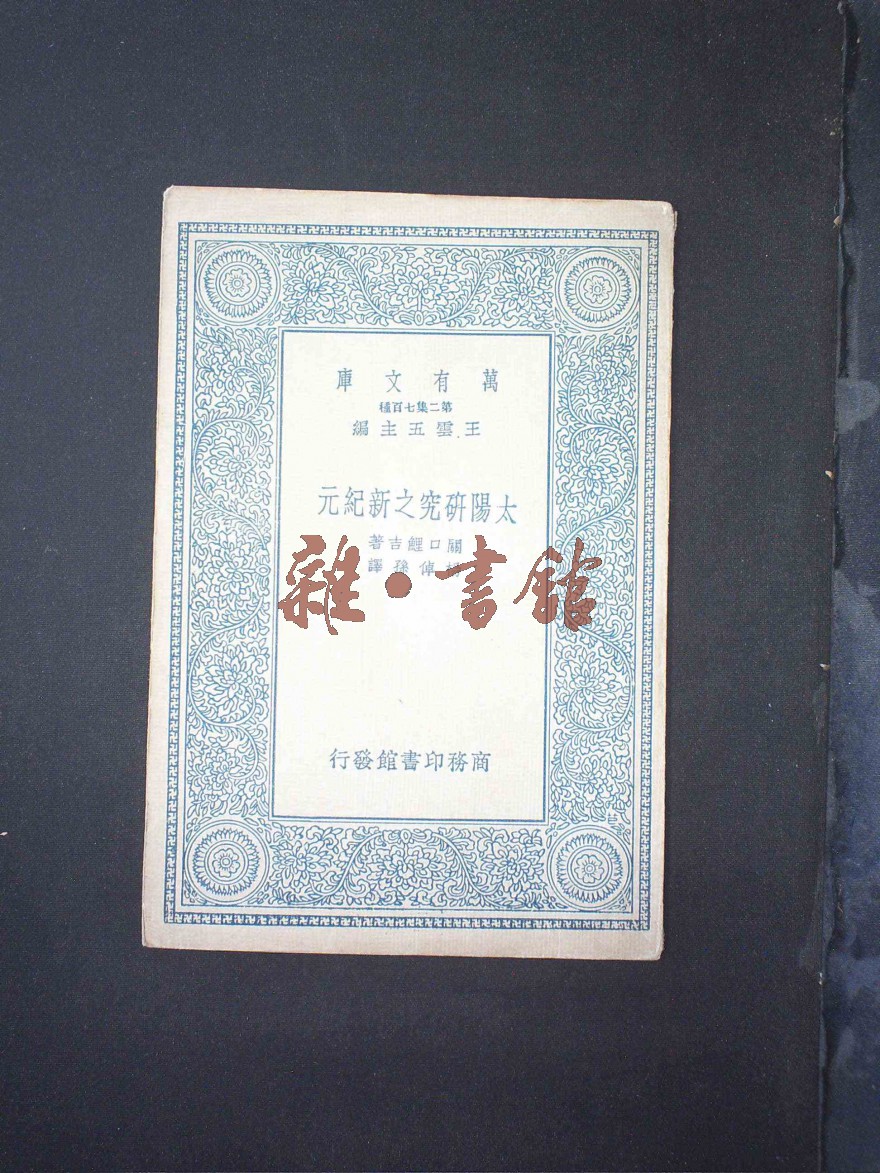 萬有文庫
第二集七百種
王雲五主編
太陽研究之新紀元
關口鯉吉著
倬孫譯
雜·書館
商務印書館發行